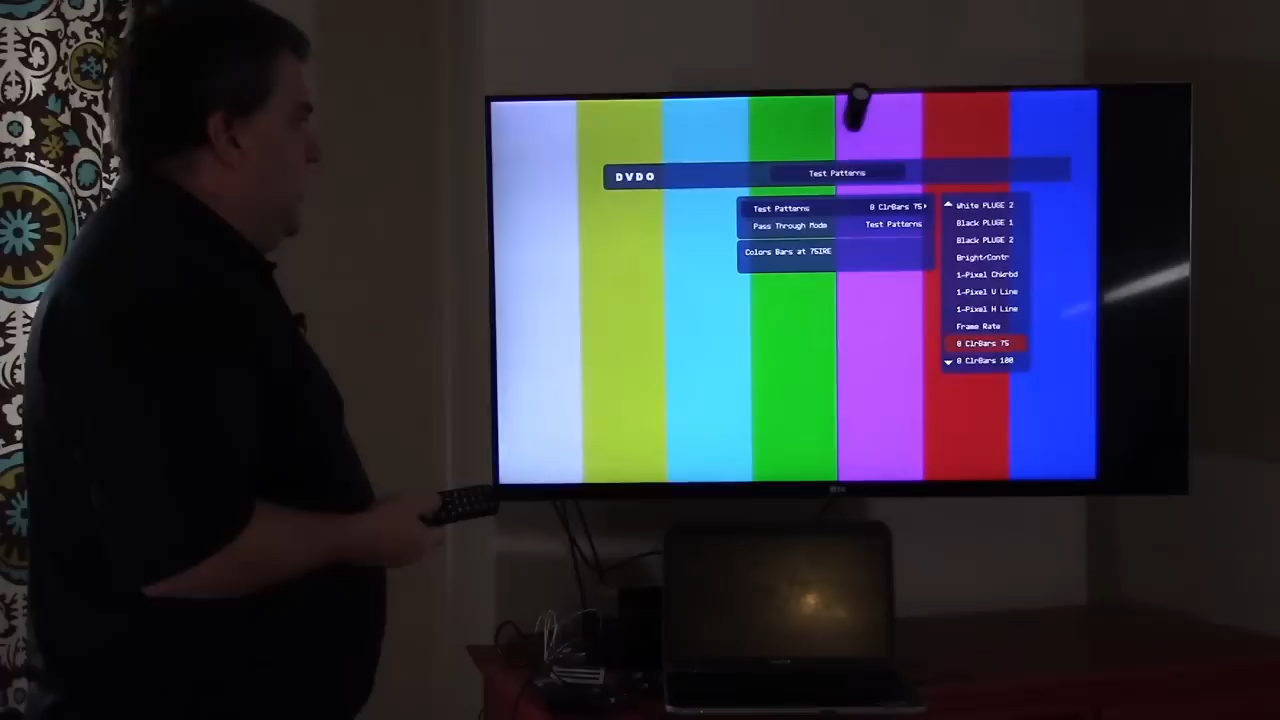 DVDO
Test Patterns
Test Patterns 8 ClrBars 75
Pass Through Mode Test Patterns
Colors Bars at 75IRE
White PLUGE 2
Black PLUGE 1
Black PLUGE 2
Bright/Contr
1-Pixel Chkrbd
1-Pixel V Line
1-Pixel H Line
Frame Rate
8 ClrBars 75
8 ClrBars 100